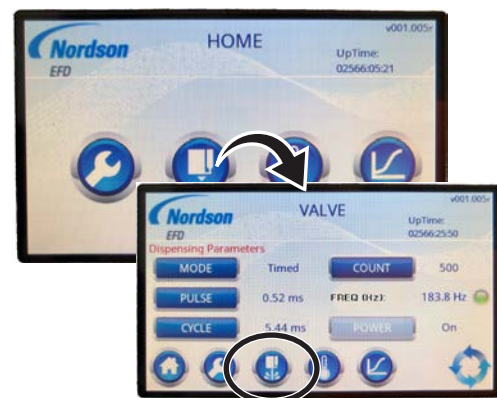 Nordson
EFD
HOME
v001.005r
UpTime:
02566:05:21
Nordson
EFD
VALVE
v001.005r
UpTime:
02566:25:50
Dispensing Parameters
MODE Timed COUNT 500
PULSE 0.52 ms FREQ (Hz): 183.8 Hz
CYCLE 5.44 ms POWER On